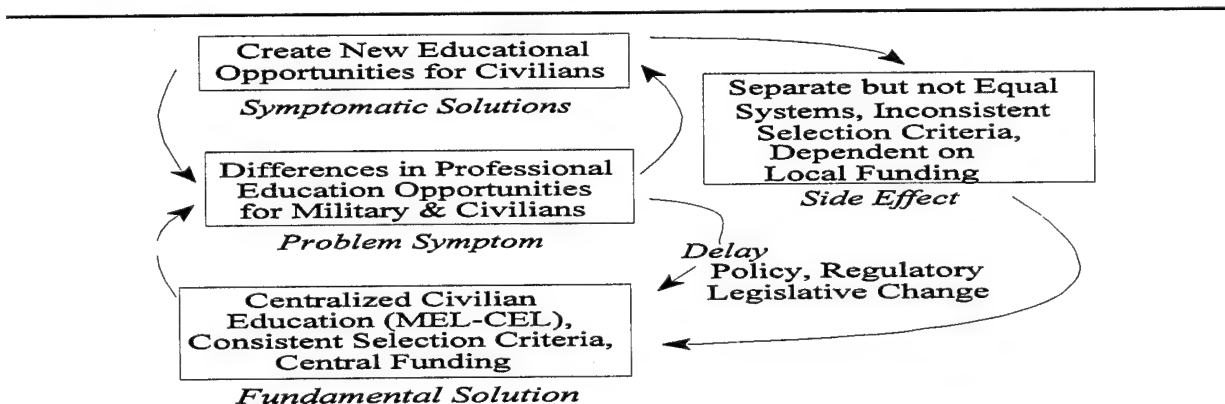 Create New Educational
Opportunities for Civilians
Symptomatic Solutions
Separate but not Equal
Systems, Inconsistent
Selection Criteria,
Dependent on
Local Funding
Side Effect
Differences in Professional
Education Opportunities
for Military & Civilians
Problem Symptom
Delay
Policy, Regulatory
Legislative Change
Centralized Civilian
Education (MEL-CEL),
Consistent Selection Criteria,
Central Funding
Fundamental Solution